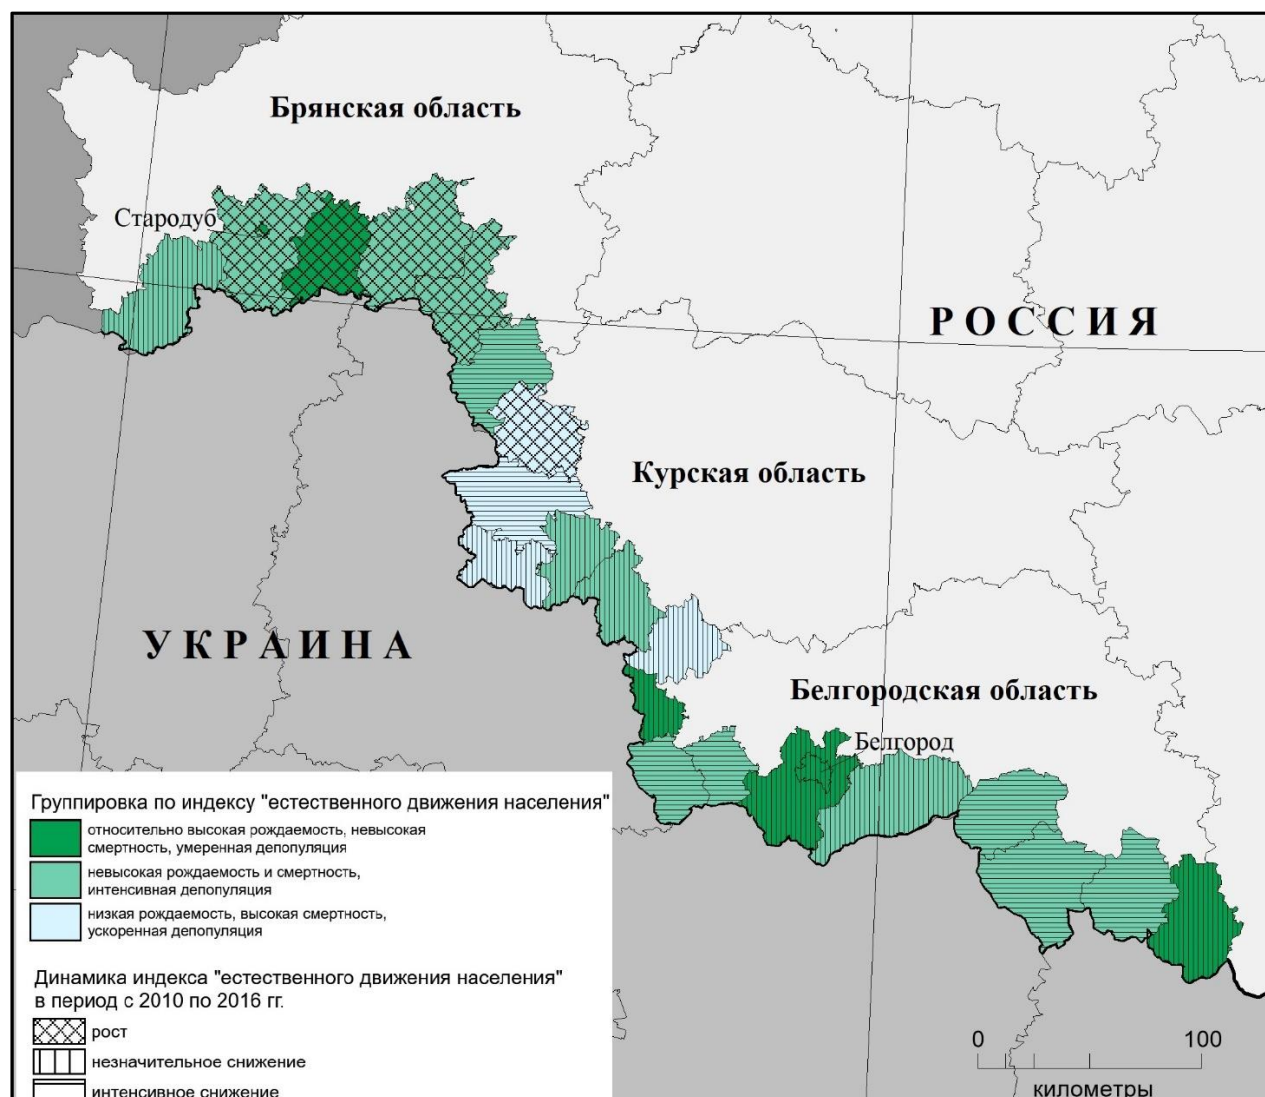 Брянская область
Стародуб
РОССИЯ
Курская область
УКРАИНА
Белгородская область
Белгород
Группировка по индексу "естественного движения населения"
относительно высокая рождаемость, невысокая
смертность, умеренная депопуляция
невысокая рождаемость и смертность,
интенсивная депопуляция
низкая рождаемость, высокая смертность,
ускоренная депопуляция
Динамика индекса "естественного движения населения"
в период с 2010 по 2016 гг.
рост
незначительное снижение
интенсивное снижение
0 100
километры